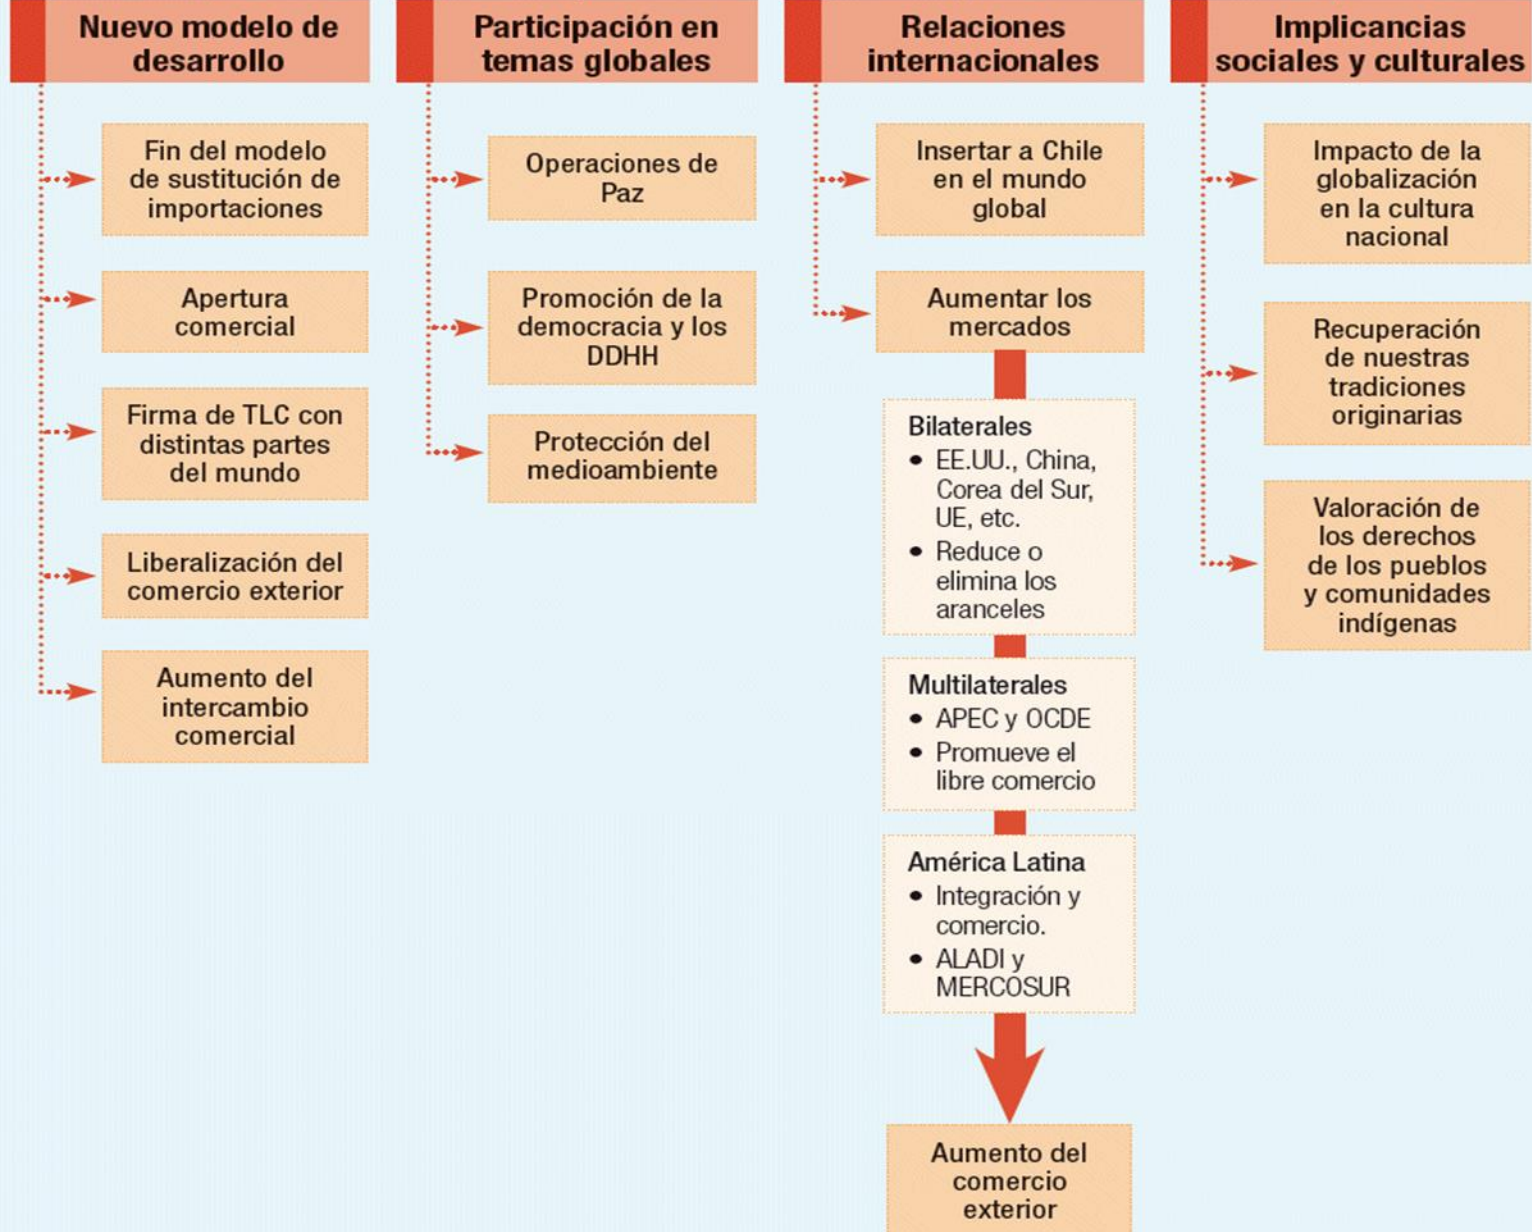 Nuevo modelo de
desarrollo
Fin del modelo
de sustitución de
importaciones
Apertura
comercial
Firma de TLC con
distintas partes
del mundo
Liberalización del
comercio exterior
Aumento del
intercambio
comercial
Participación en
temas globales
Operaciones de
Paz
Promoción de la
democracia y los
DDHH
Protección del
medioambiente
Relaciones
internacionales
Insertar a Chile
en el mundo
global
Aumentar los
mercados
Bilaterales
• EE.UU., China,
Corea del Sur,
UE, etc.
• Reduce o
elimina los
aranceles
Multilaterales
• APEC y OCDE
• Promueve el
libre comercio
América Latina
• Integración y
comercio.
• ALADI y
MERCOSUR
Aumento del
comercio
exterior
Implicancias
sociales y culturales
Impacto de la
globalización
en la cultura
nacional
Recuperación
de nuestras
tradiciones
originarias
Valoración de
los derechos
de los pueblos
y comunidades
indígenas